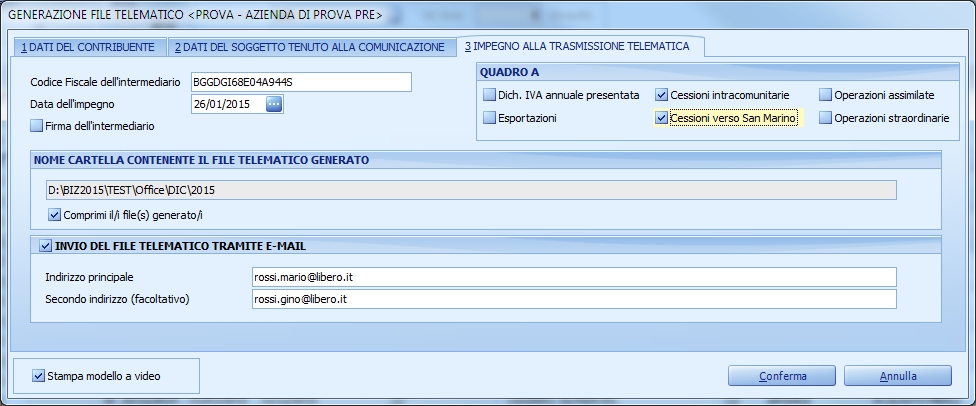 GENERAZIONE FILE TELEMATICO <PROVA - AZIENDA DI PROVA PRE>
1 DATI DEL CONTRIBUENTE
2 DATI DEL SOGGETTO TENUTO ALLA COMUNICAZIONE
3 IMPEGNO ALLA TRASMISSIONE TELEMATICA
Codice Fiscale dell'intermediario BGGDGI68E04A944S
Data dell'impegno 26/01/2015 ...
Firma dell'intermediario
QUADRO A
Dich. IVA annuale presentata Cessioni intracomunitarie Operazioni assimilate
Esportazioni Cessioni verso San Marino Operazioni straordinarie
NOME CARTELLA CONTENENTE IL FILE TELEMATICO GENERATO
D:\BIZ2015\TEST\Office\DIC\2015
Comprimi il/i file(s) generato/i
INVIO DEL FILE TELEMATICO TRAMITE E-MAIL
Indirizzo principale rossi.mario@libero.it
Secondo indirizzo (facoltativo) rossi.gino@libero.it
Stampa modello a video
Conferma Annulla